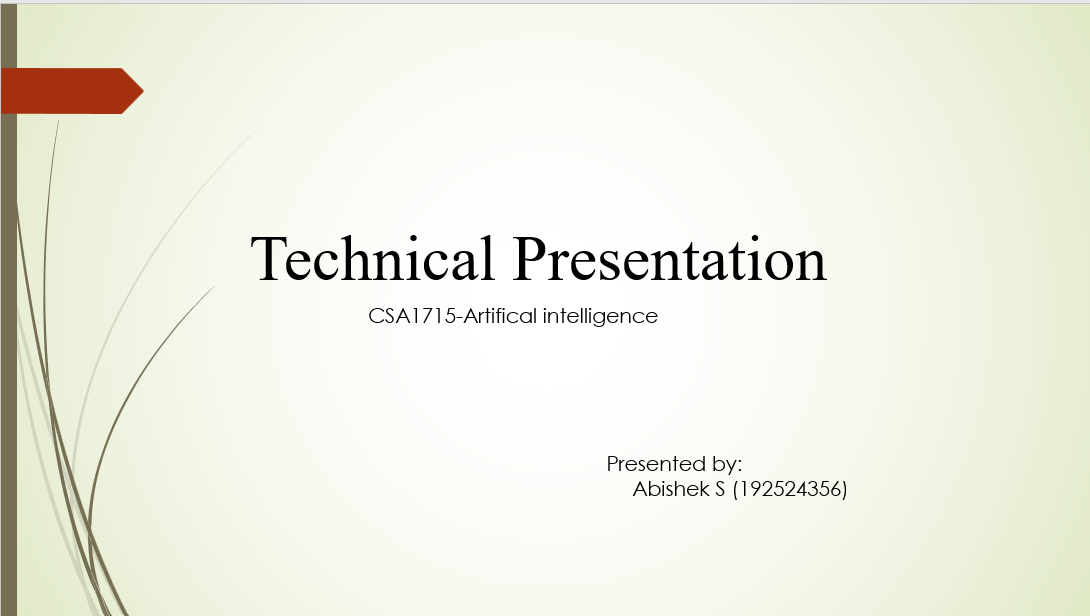 Technical Presentation
CSA1715-Artifical intelligence
Presented by:
Abishek S (192524356)